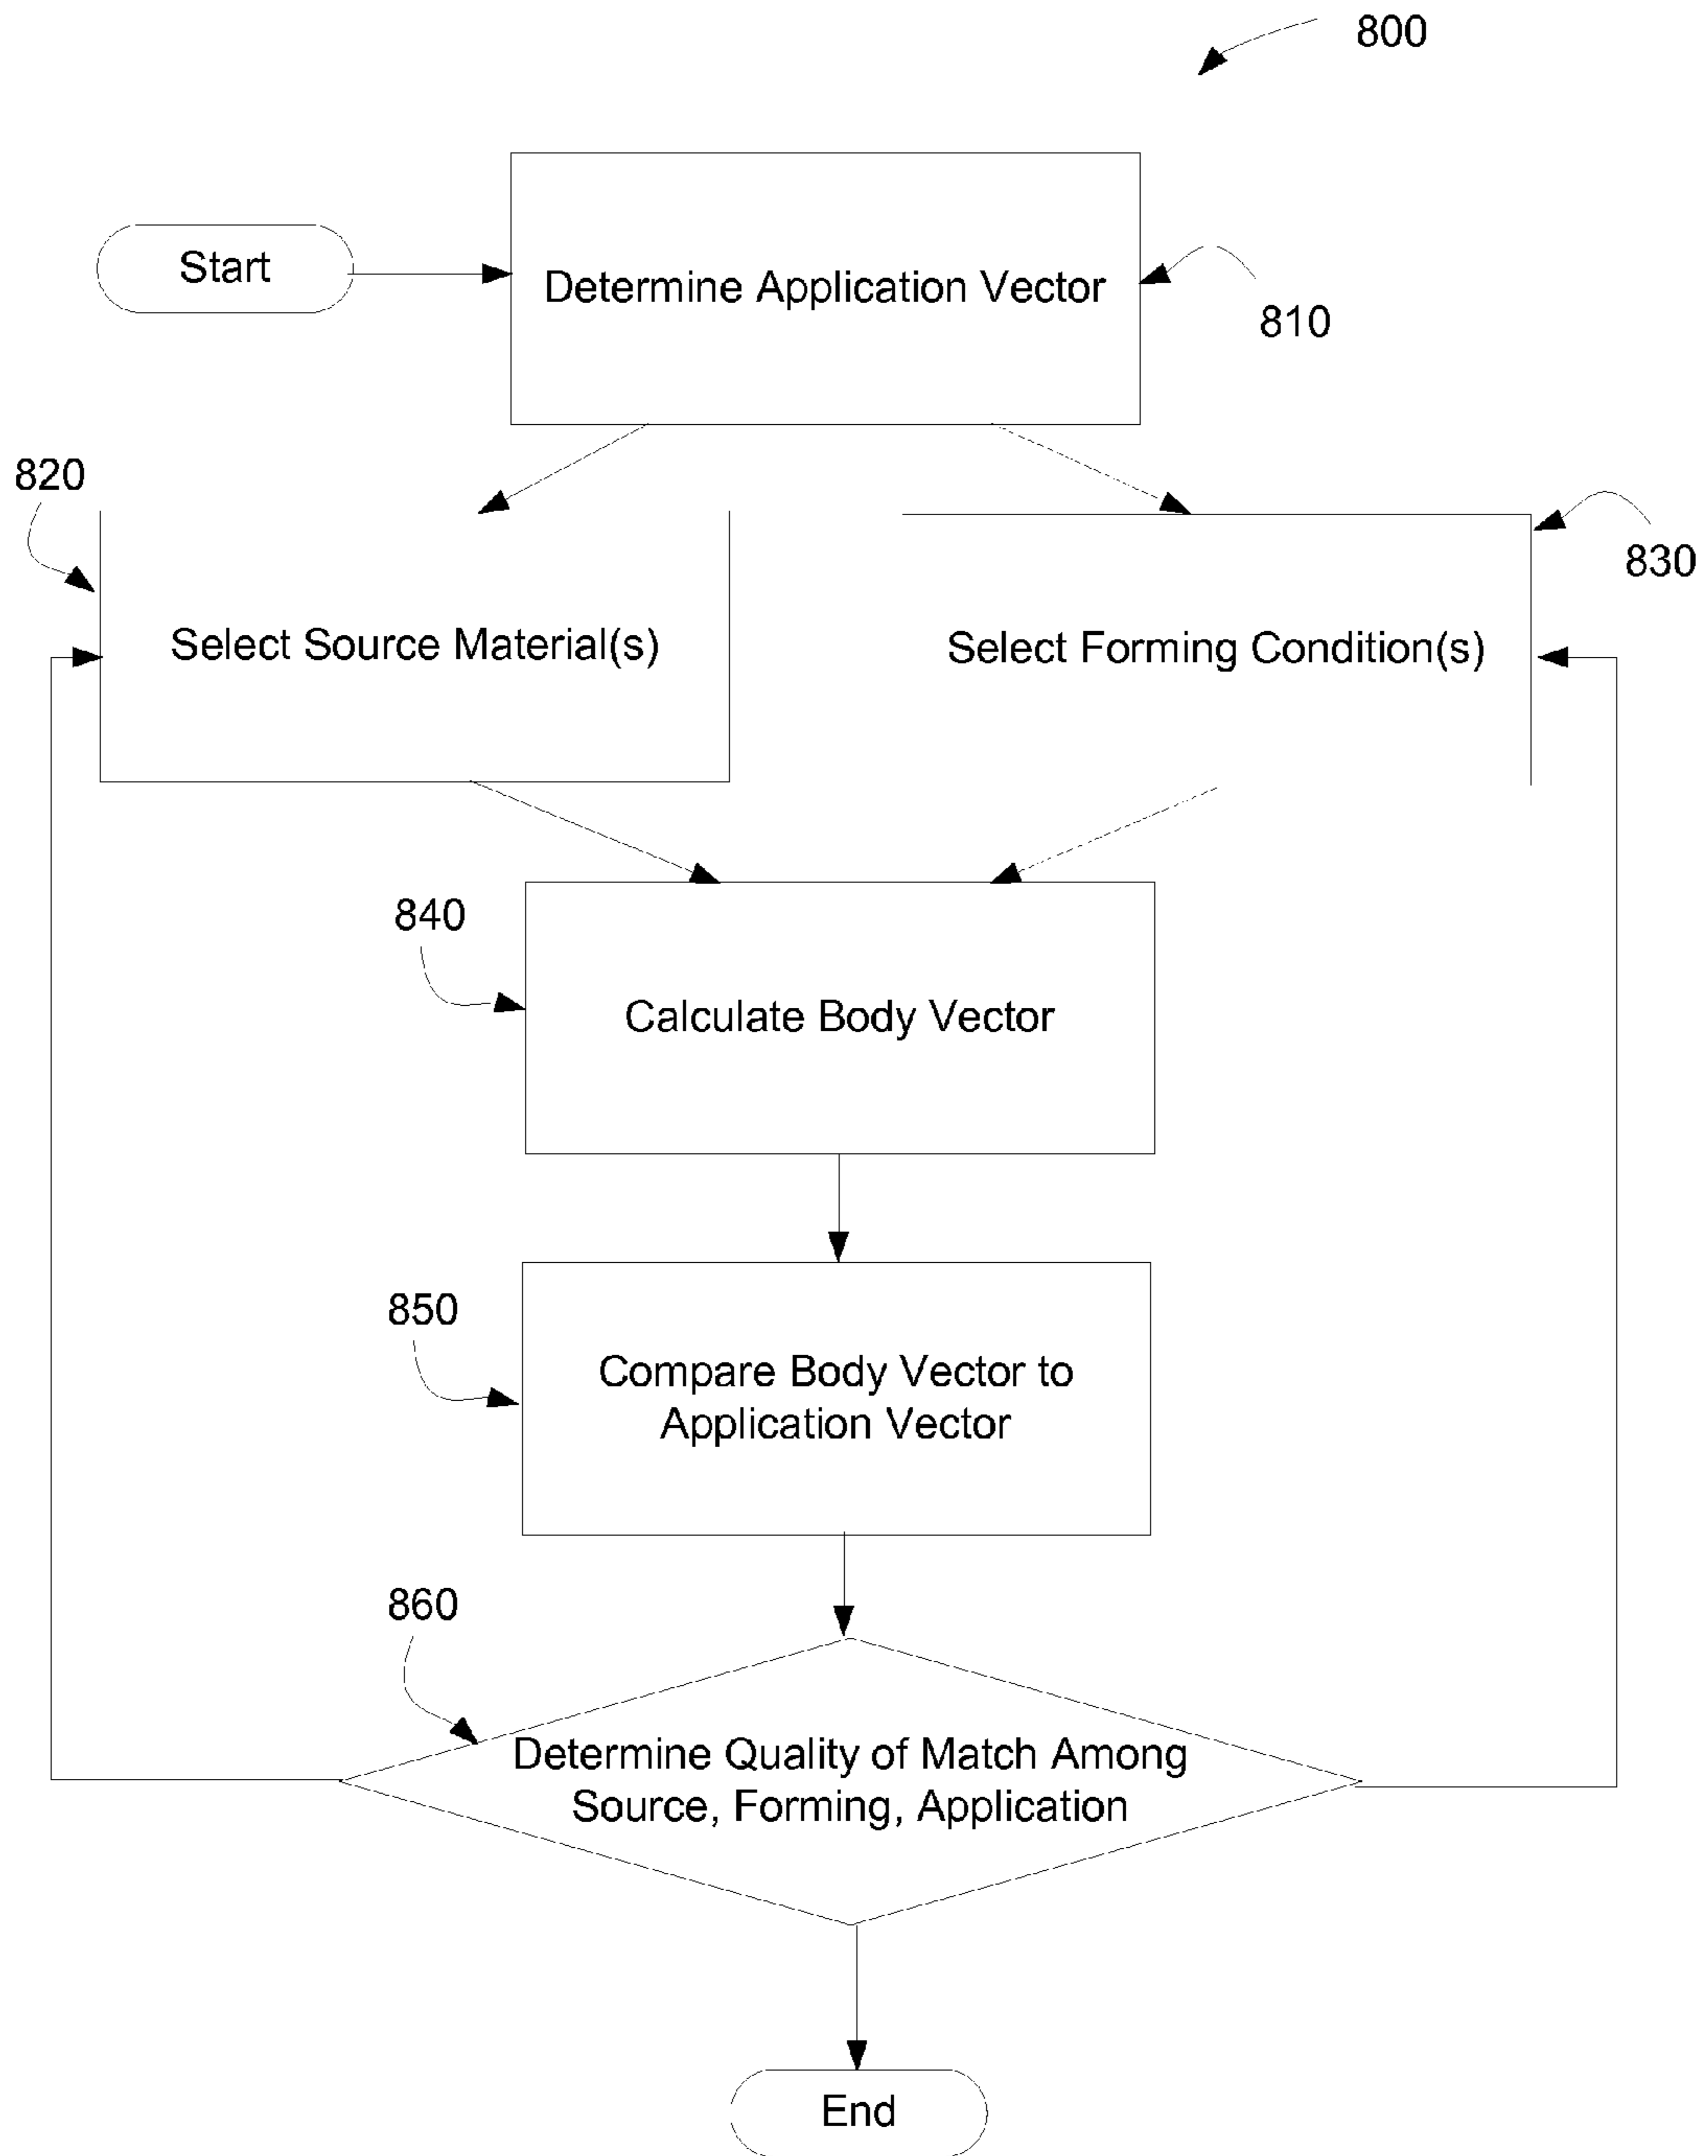 800
Start
Determine Application Vector
810
820
830
Select Source Material(s)
Select Forming Condition(s)
840
Calculate Body Vector
850
Compare Body Vector to
Application Vector
860
Determine Quality of Match Among
Source, Forming, Application
End